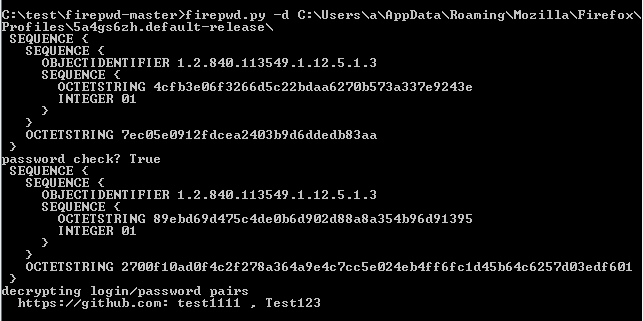 C:\test\firepwd-master>firepwd.py -d C:\Users\a\AppData\Roaming\Mozilla\Firefox\
Profiles\5a4gs6zh.default-release\
SEQUENCE {
SEQUENCE {
OBJECTIDENTIFIER 1.2.840.113549.1.12.5.1.3
SEQUENCE {
OCTETSTRING 4cfb3e06f3266d5c22bdaa6270b573a337e9243e
INTEGER 01
}
}
OCTETSTRING 7ec05e0912fdcea2403b9d6ddedb83aa
}
password check? True
SEQUENCE {
SEQUENCE {
OBJECTIDENTIFIER 1.2.840.113549.1.12.5.1.3
SEQUENCE {
OCTETSTRING 89ebd69d475c4de0b6d902d88a8a354b96d91395
INTEGER 01
}
}
OCTETSTRING 2700f10ad0f4c2f278a364a9e4c7cc5e024eb4ff6fc1d45b64c6257d03edf601
}
decrypting login/password pairs
https://github.com: test1111 , Test123